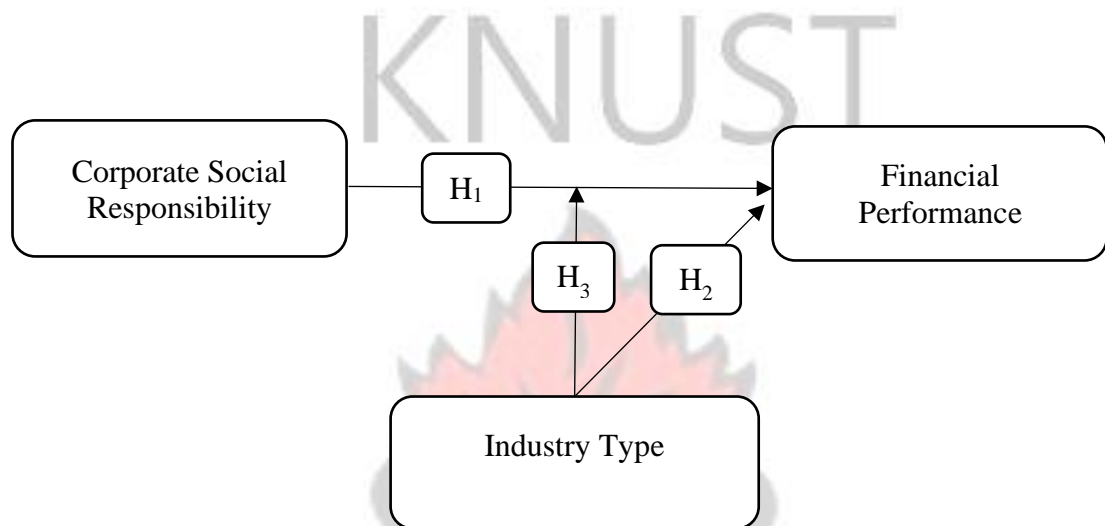 KNUST
Corporate Social
Responsibility
H₁
Financial
Performance
H₃
H₂
Industry Type